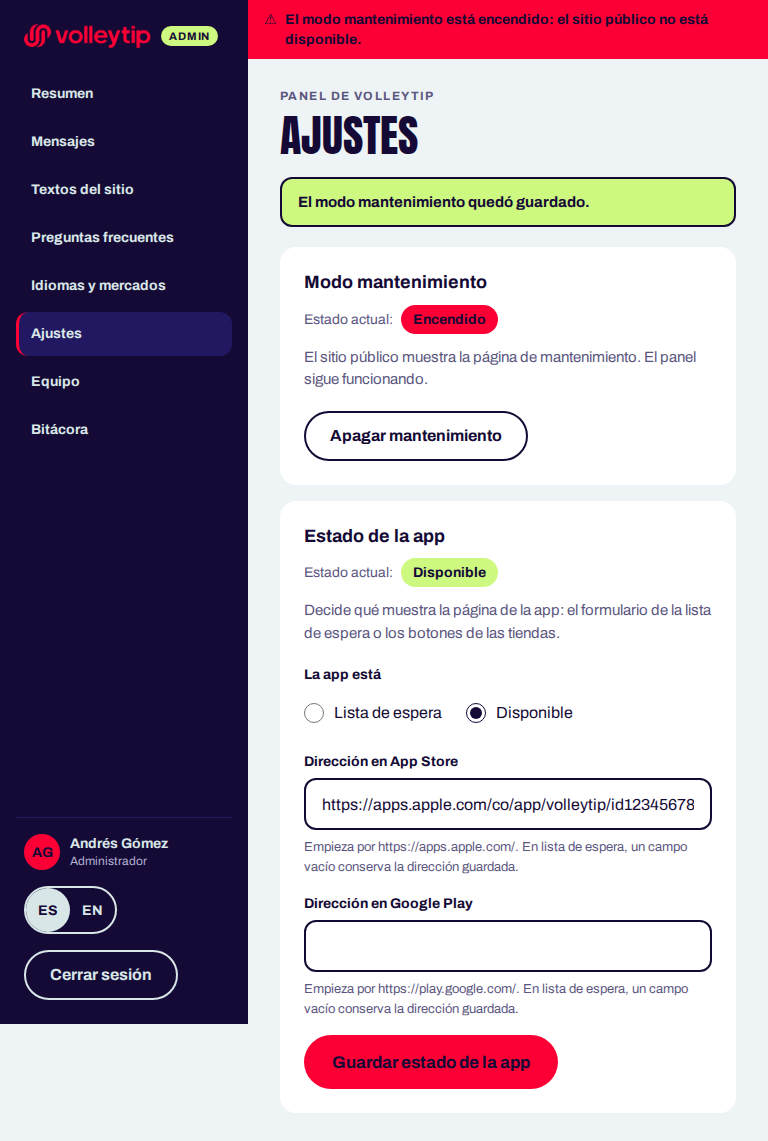 volleytip ADMIN
Resumen
Mensajes
Textos del sitio
Preguntas frecuentes
Idiomas y mercados
Ajustes
Equipo
Bitácora
AG
Andrés Gómez
Administrador
ES EN
Cerrar sesión
⚠ El modo mantenimiento está encendido: el sitio público no está
disponible.
PANEL DE VOLLEYTIP
AJUSTES
El modo mantenimiento quedó guardado.
Modo mantenimiento
Estado actual: Encendido
El sitio público muestra la página de mantenimiento. El panel
sigue funcionando.
Apagar mantenimiento
Estado de la app
Estado actual: Disponible
Decide qué muestra la página de la app: el formulario de la lista
de espera o los botones de las tiendas.
La app está
Lista de espera Disponible
Dirección en App Store
https://apps.apple.com/co/app/volleytip/id12345678
Empieza por https://apps.apple.com/. En lista de espera, un campo
vacío conserva la dirección guardada.
Dirección en Google Play
Empieza por https://play.google.com/. En lista de espera, un campo
vacío conserva la dirección guardada.
Guardar estado de la app